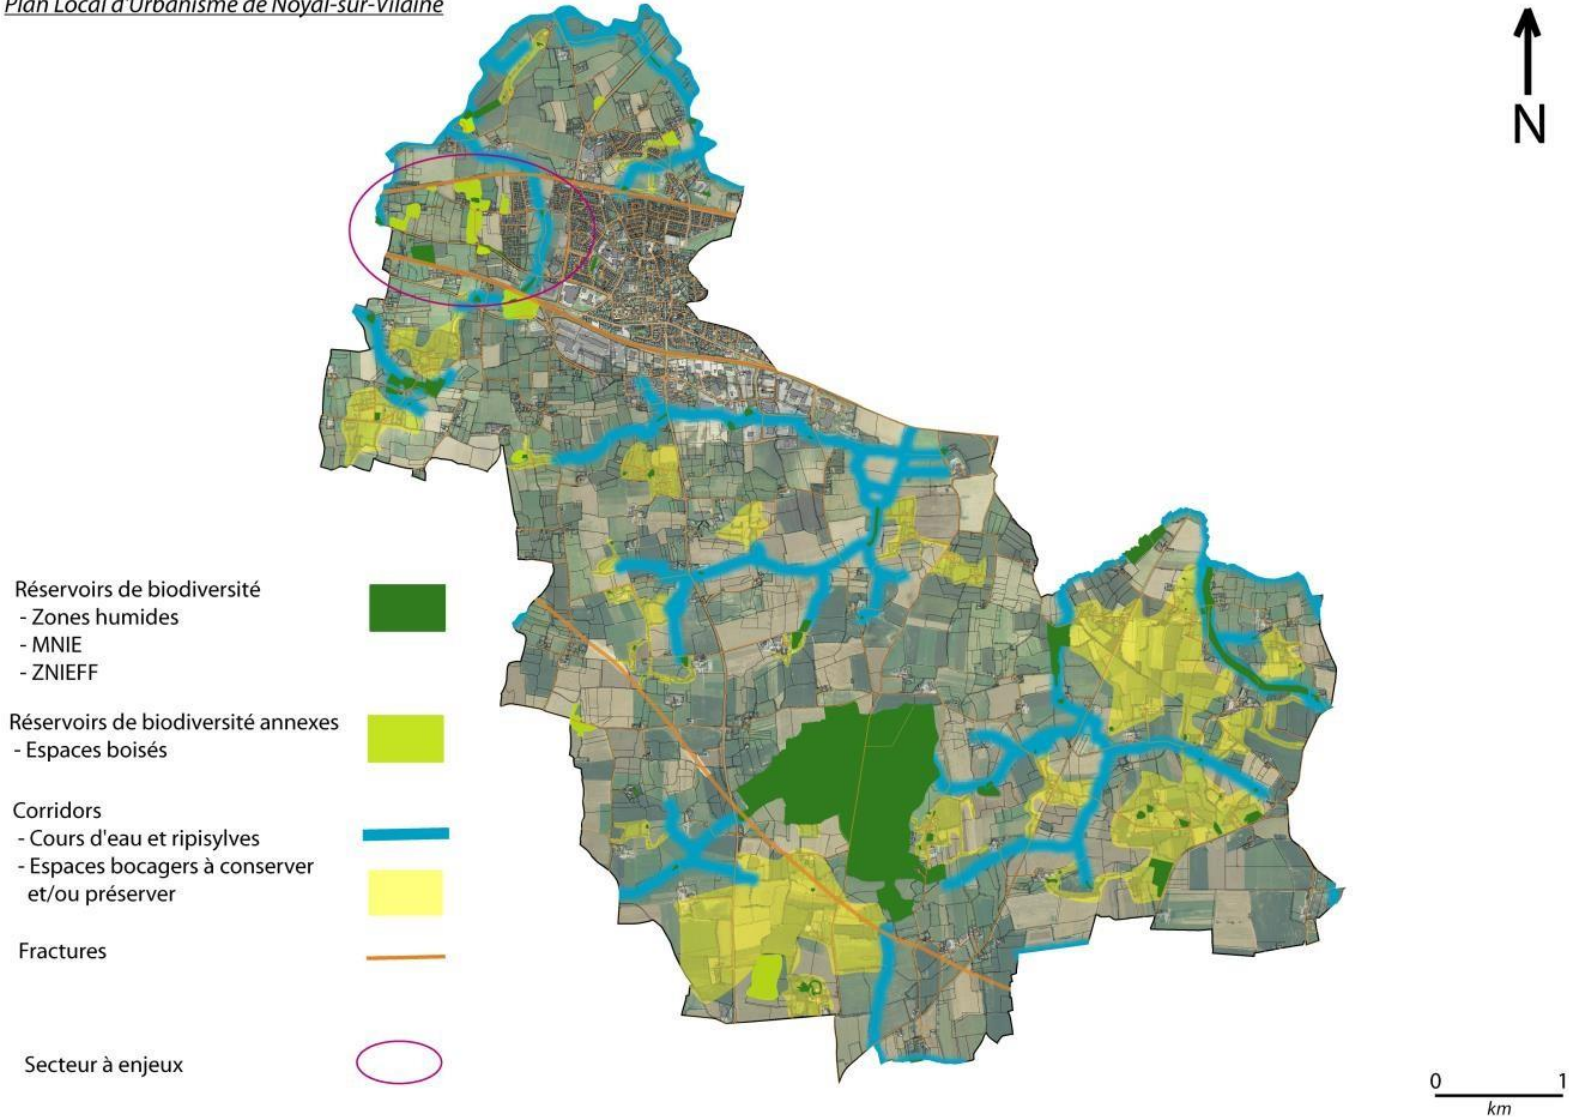 Plan Local d'Urbanisme de Noyal-sur-Vilaine
N
Réservoirs de biodiversité
- Zones humides
- MNIE
- ZNIEFF
Réservoirs de biodiversité annexes
- Espaces boisés
Corridors
- Cours d'eau et ripisylves
- Espaces bocagers à conserver
et/ou préserver
Fractures
Secteur à enjeux
0 1
km